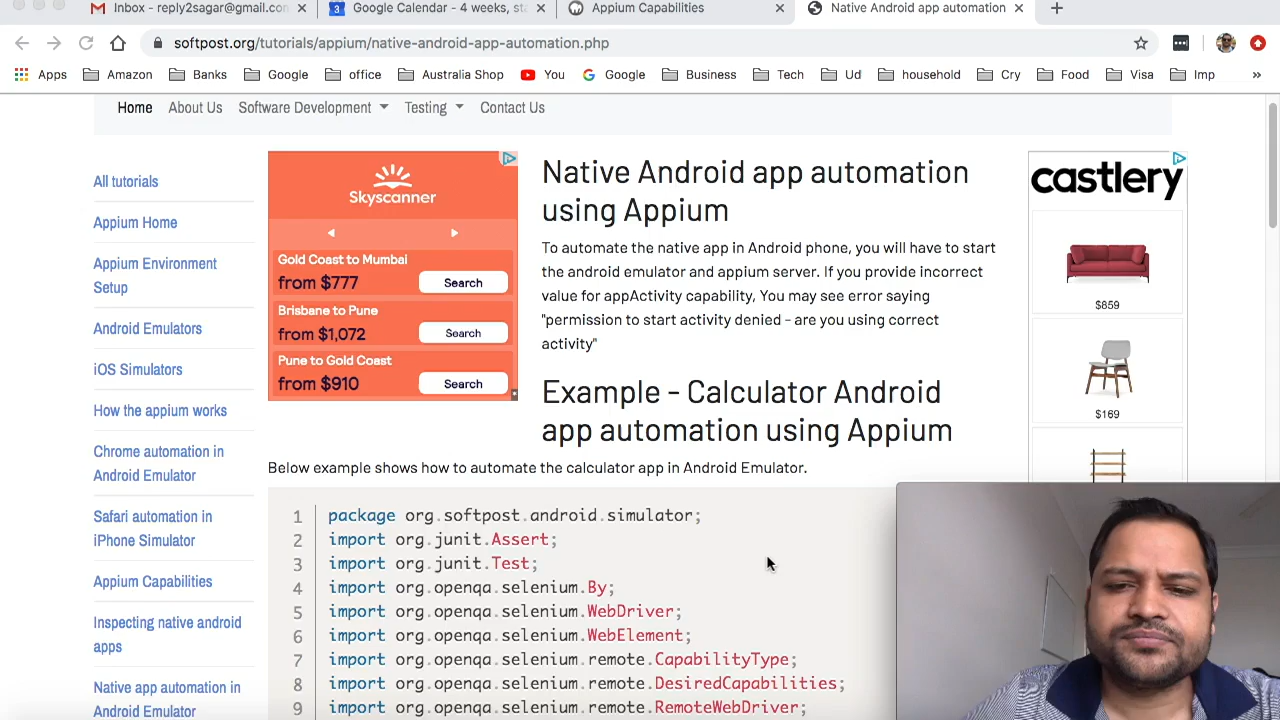 Inbox - reply2sagar@gmail.con
Google Calendar - 4 weeks, sta
Appium Capabilities
Native Android app automation
softpost.org/tutorials/appium/native-android-app-automation.php
Apps
Amazon
Banks
Google
office
Australia Shop
You
Google
Business
Tech
Ud
household
Cry
Food
Visa
Imp
»
Home
About Us
Software Development
Testing
Contact Us
All tutorials
Appium Home
Appium Environment
Setup
Android Emulators
iOS Simulators
How the appium works
Chrome automation in
Android Emulator
Safari automation in
iPhone Simulator
Appium Capabilities
Inspecting native android
apps
Native app automation in
Android Emulator
Skyscanner
Gold Coast to Mumbai
from $777
Search
Brisbane to Pune
from $1,072
Search
Pune to Gold Coast
from $910
Search
Native Android app automation
using Appium
To automate the native app in Android phone, you will have to start
the android emulator and appium server. If you provide incorrect
value for appActivity capability, You may see error saying
"permission to start activity denied - are you using correct
activity"
Example - Calculator Android
app automation using Appium
Below example shows how to automate the calculator app in Android Emulator.
1 package org.softpost.android.simulator;
2 import org.junit.Assert;
3 import org.junit.Test;
4 import org.openqa.selenium.By;
5 import org.openqa.selenium.WebDriver;
6 import org.openqa.selenium.WebElement;
7 import org.openqa.selenium.remote.CapabilityType;
8 import org.openqa.selenium.remote.DesiredCapabilities;
9 import org.openqa.selenium.remote.RemoteWebDriver;
castlery
$659
$169